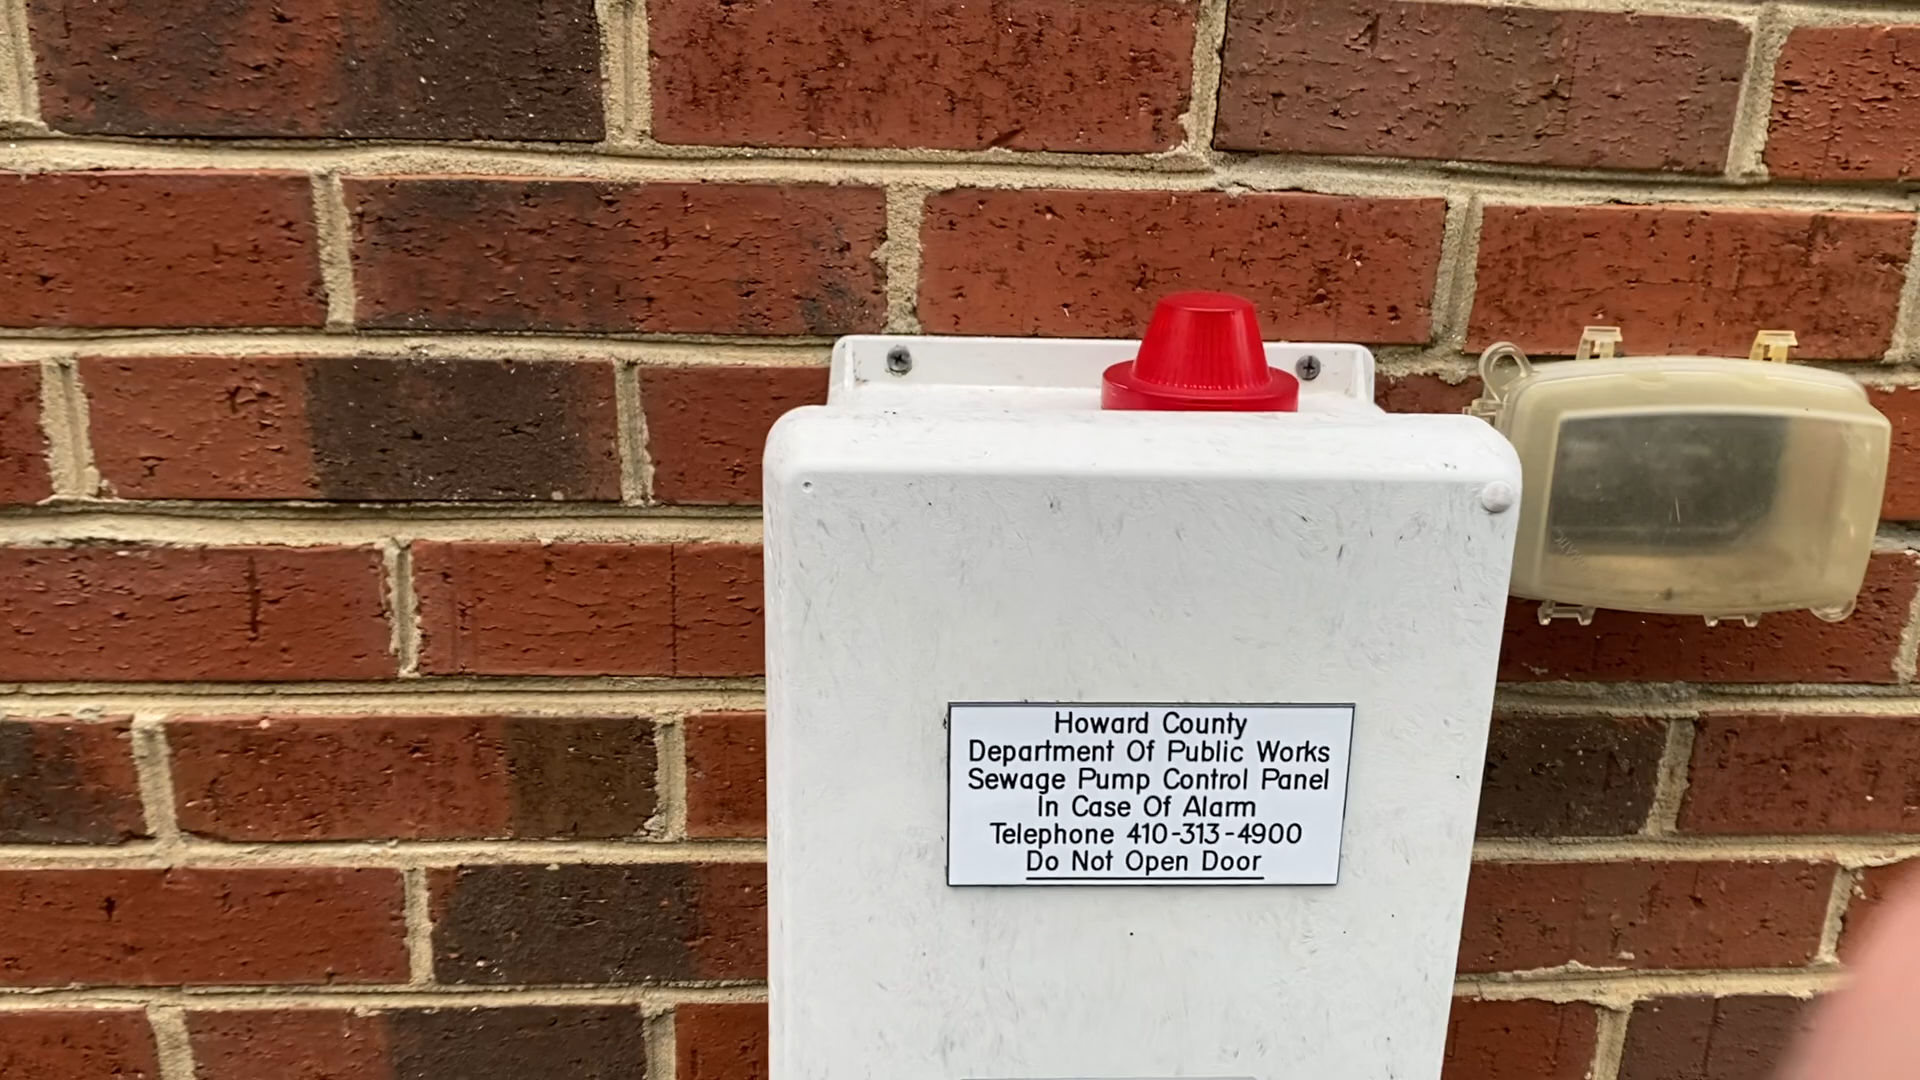 Howard County
Department Of Public Works
Sewage Pump Control Panel
In Case Of Alarm
Telephone 410-313-4900
Do Not Open Door